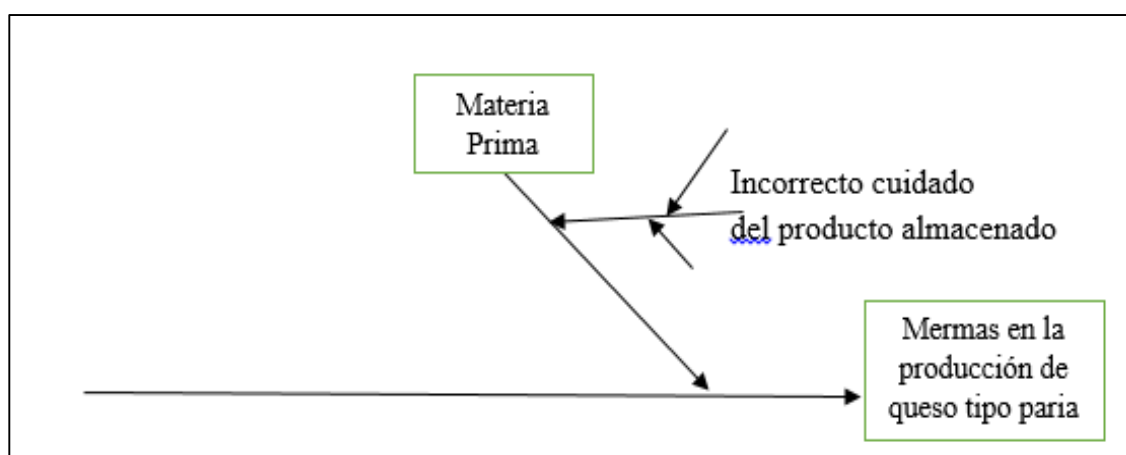 Materia
Prima
Incorrecto cuidado
del producto almacenado
Mermas en la
producción de
queso tipo paria